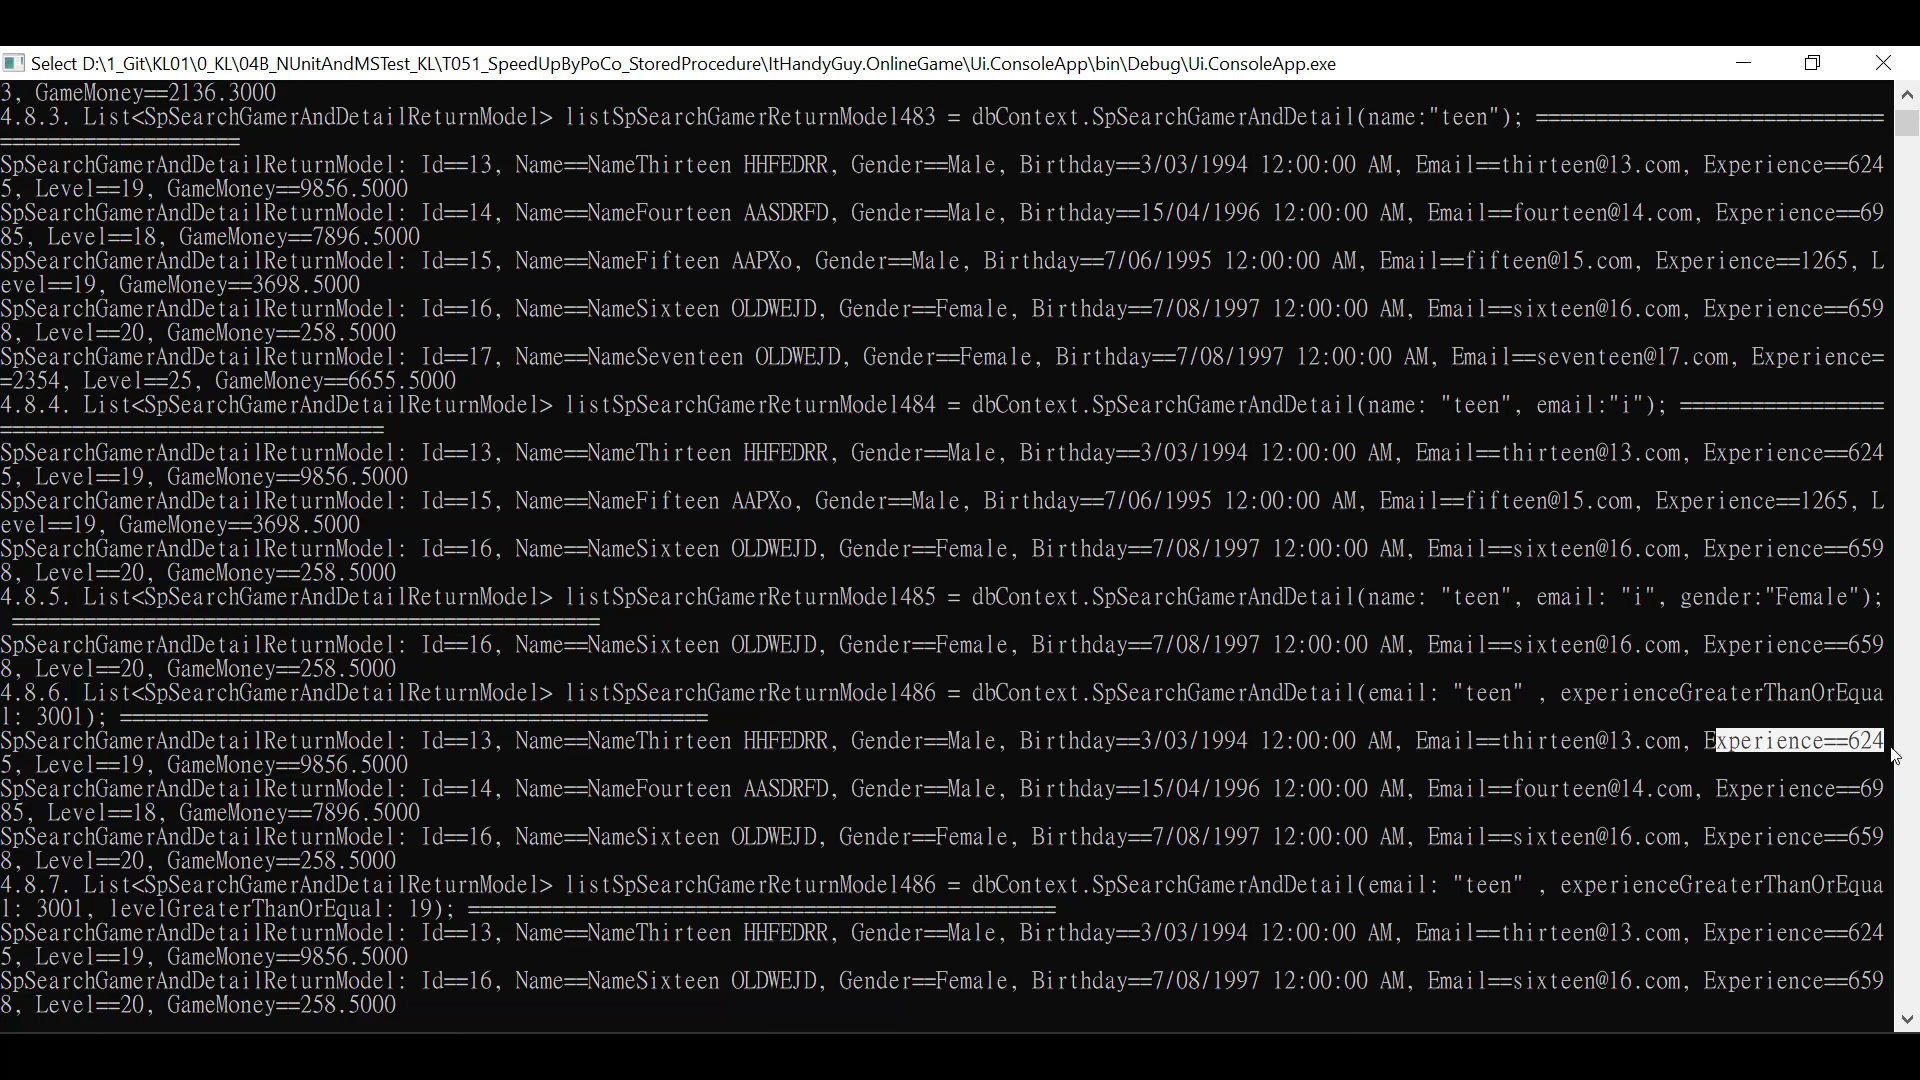 Select D:\1_Git\KL01\0_KL\04B_NUnitAndMSTest_KL\T051_SpeedUpByPoCo_StoredProcedure\ItHandyGuy.OnlineGame\Ui.ConsoleApp\bin\Debug\Ui.ConsoleApp.exe
3, GameMoney==2136.3000
4.8.3. List<SpSearchGamerAndDetailReturnModel> listSpSearchGamerReturnModel483 = dbContext.SpSearchGamerAndDetail(name:"teen"); =============================
====================
SpSearchGamerAndDetailReturnModel: Id==13, Name==NameThirteen HHFEDRR, Gender==Male, Birthday==3/03/1994 12:00:00 AM, Email==thirteen@13.com, Experience==624
5, Level==19, GameMoney==9856.5000
SpSearchGamerAndDetailReturnModel: Id==14, Name==NameFourteen AASDRFD, Gender==Male, Birthday==15/04/1996 12:00:00 AM, Email==fourteen@14.com, Experience==69
85, Level==18, GameMoney==7896.5000
SpSearchGamerAndDetailReturnModel: Id==15, Name==NameFifteen AAPXo, Gender==Male, Birthday==7/06/1995 12:00:00 AM, Email==fifteen@15.com, Experience==1265, L
evel==19, GameMoney==3698.5000
SpSearchGamerAndDetailReturnModel: Id==16, Name==NameSixteen OLDWEJD, Gender==Female, Birthday==7/08/1997 12:00:00 AM, Email==sixteen@16.com, Experience==659
8, Level==20, GameMoney==258.5000
SpSearchGamerAndDetailReturnModel: Id==17, Name==NameSeventeen OLDWEJD, Gender==Female, Birthday==7/08/1997 12:00:00 AM, Email==seventeen@17.com, Experience=
=2354, Level==25, GameMoney==6655.5000
4.8.4. List<SpSearchGamerAndDetailReturnModel> listSpSearchGamerReturnModel484 = dbContext.SpSearchGamerAndDetail(name: "teen", email:"i"); =================
================================
SpSearchGamerAndDetailReturnModel: Id==13, Name==NameThirteen HHFEDRR, Gender==Male, Birthday==3/03/1994 12:00:00 AM, Email==thirteen@13.com, Experience==624
5, Level==19, GameMoney==9856.5000
SpSearchGamerAndDetailReturnModel: Id==15, Name==NameFifteen AAPXo, Gender==Male, Birthday==7/06/1995 12:00:00 AM, Email==fifteen@15.com, Experience==1265, L
evel==19, GameMoney==3698.5000
SpSearchGamerAndDetailReturnModel: Id==16, Name==NameSixteen OLDWEJD, Gender==Female, Birthday==7/08/1997 12:00:00 AM, Email==sixteen@16.com, Experience==659
8, Level==20, GameMoney==258.5000
4.8.5. List<SpSearchGamerAndDetailReturnModel> listSpSearchGamerReturnModel485 = dbContext.SpSearchGamerAndDetail(name: "teen", email: "i", gender:"Female");
 =================================================
SpSearchGamerAndDetailReturnModel: Id==16, Name==NameSixteen OLDWEJD, Gender==Female, Birthday==7/08/1997 12:00:00 AM, Email==sixteen@16.com, Experience==659
8, Level==20, GameMoney==258.5000
4.8.6. List<SpSearchGamerAndDetailReturnModel> listSpSearchGamerReturnModel486 = dbContext.SpSearchGamerAndDetail(email: "teen" , experienceGreaterThanOrEqua
l: 3001); =================================================
SpSearchGamerAndDetailReturnModel: Id==13, Name==NameThirteen HHFEDRR, Gender==Male, Birthday==3/03/1994 12:00:00 AM, Email==thirteen@13.com, Experience==624
5, Level==19, GameMoney==9856.5000
SpSearchGamerAndDetailReturnModel: Id==14, Name==NameFourteen AASDRFD, Gender==Male, Birthday==15/04/1996 12:00:00 AM, Email==fourteen@14.com, Experience==69
85, Level==18, GameMoney==7896.5000
SpSearchGamerAndDetailReturnModel: Id==16, Name==NameSixteen OLDWEJD, Gender==Female, Birthday==7/08/1997 12:00:00 AM, Email==sixteen@16.com, Experience==659
8, Level==20, GameMoney==258.5000
4.8.7. List<SpSearchGamerAndDetailReturnModel> listSpSearchGamerReturnModel486 = dbContext.SpSearchGamerAndDetail(email: "teen" , experienceGreaterThanOrEqua
l: 3001, levelGreaterThanOrEqual: 19); =================================================
SpSearchGamerAndDetailReturnModel: Id==13, Name==NameThirteen HHFEDRR, Gender==Male, Birthday==3/03/1994 12:00:00 AM, Email==thirteen@13.com, Experience==624
5, Level==19, GameMoney==9856.5000
SpSearchGamerAndDetailReturnModel: Id==16, Name==NameSixteen OLDWEJD, Gender==Female, Birthday==7/08/1997 12:00:00 AM, Email==sixteen@16.com, Experience==659
8, Level==20, GameMoney==258.5000